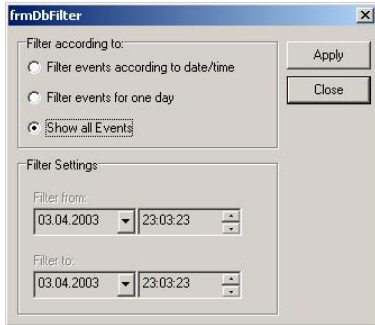 frmDbFilter
Filter according to:
Filter events according to date/time
Filter events for one day
Show all Events
Apply
Close
Filter Settings
Filter from:
03.04.2003 23:03:23
Filter to:
03.04.2003 23:03:23